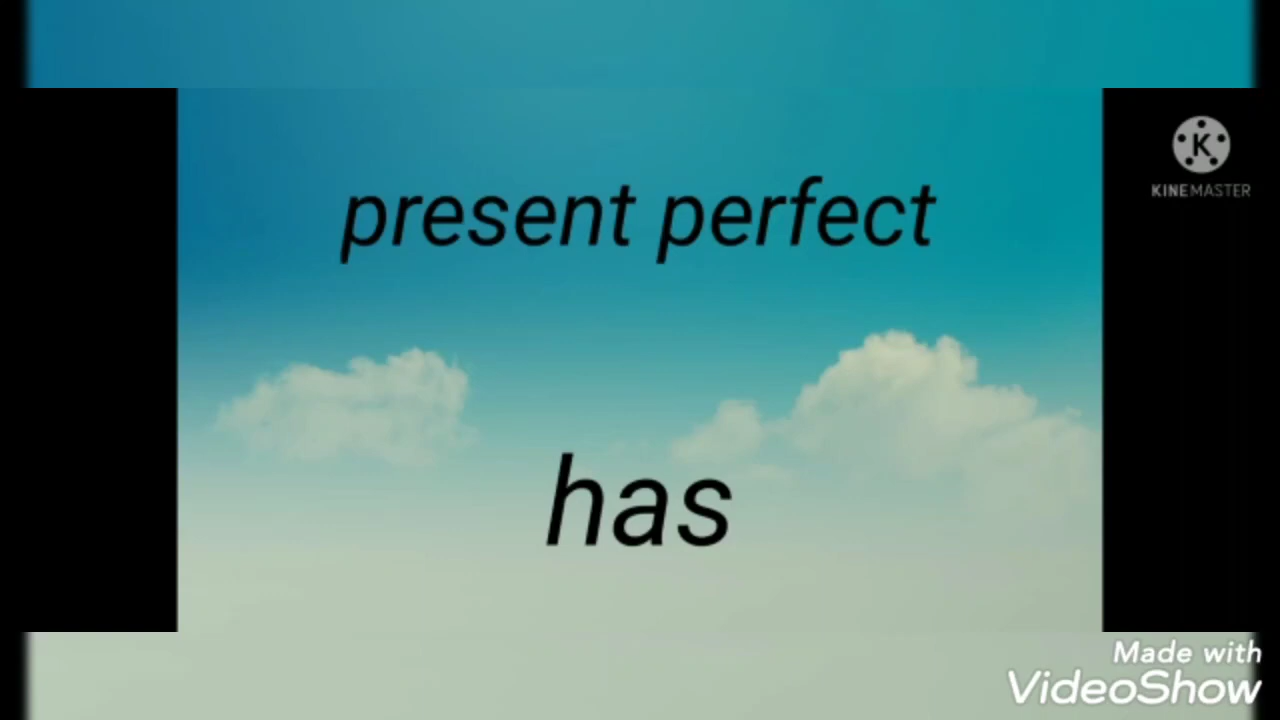 present perfect
K
KINEMASTER
has
Made with
VideoShow